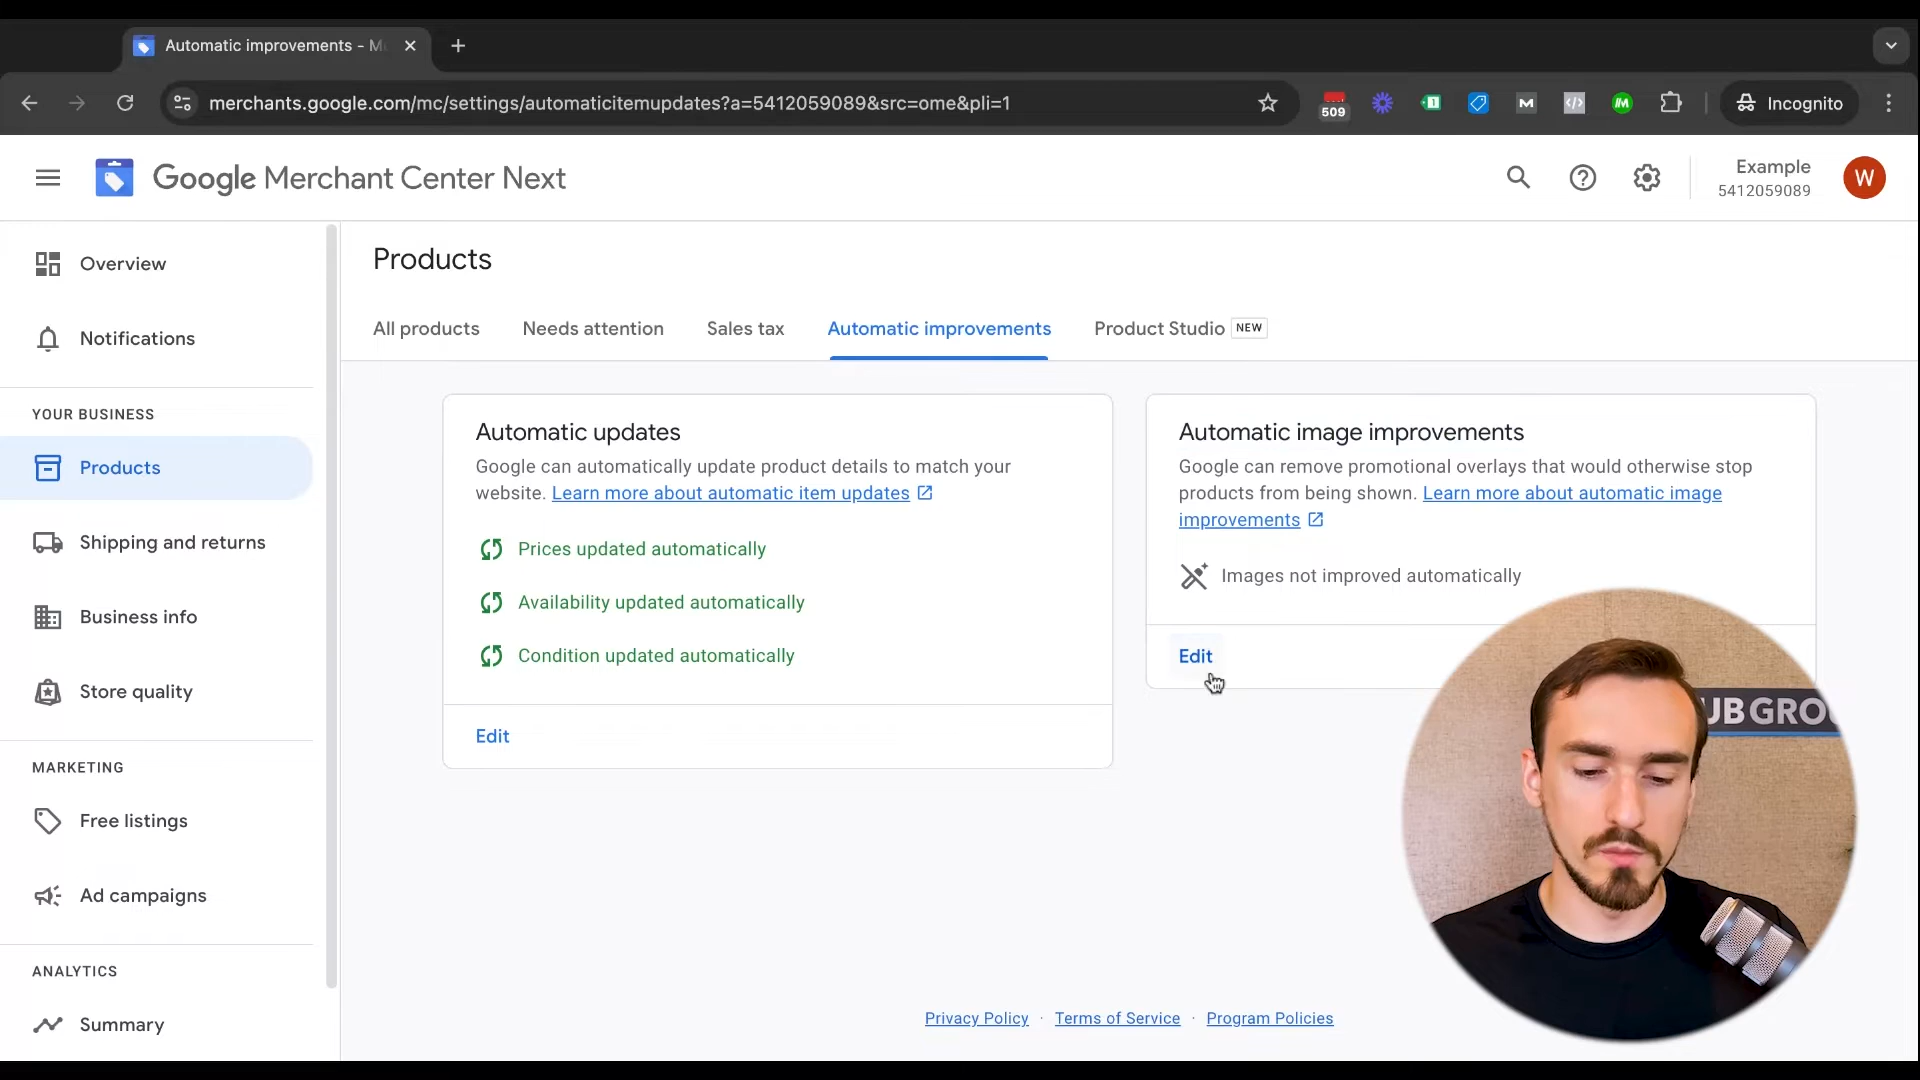 Automatic improvements - M
merchants.google.com/mc/settings/automaticitemupdates?a=5412059089&src=ome&pli=1
509
1
M
Incognito
Google Merchant Center Next
Example
5412059089
W
Overview
Notifications
YOUR BUSINESS
Products
Shipping and returns
Business info
Store quality
MARKETING
Free listings
Ad campaigns
ANALYTICS
Summary
Products
All products
Needs attention
Sales tax
Automatic improvements
Product Studio NEW
Automatic updates
Google can automatically update product details to match your
website. Learn more about automatic item updates
Prices updated automatically
Availability updated automatically
Condition updated automatically
Edit
Automatic image improvements
Google can remove promotional overlays that would otherwise stop
products from being shown. Learn more about automatic image
improvements
Images not improved automatically
Edit
UB GRO
Privacy Policy · Terms of Service · Program Policies